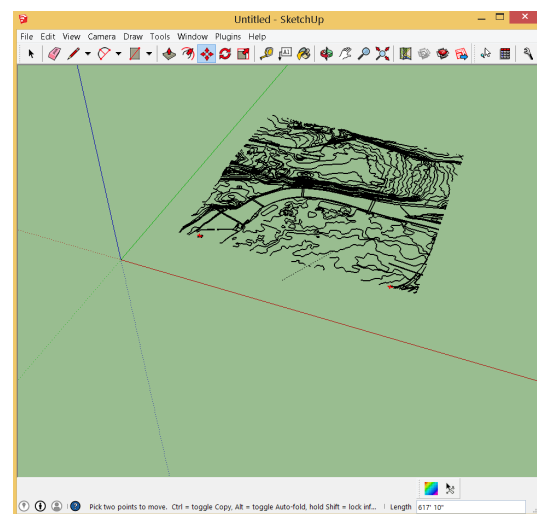 Untitled - SketchUp
File Edit View Camera Draw Tools Window Plugins Help
Pick two points to move. Ctrl = toggle Copy, Alt = toggle Auto-fold, hold Shift = lock inf... Length 617' 10"